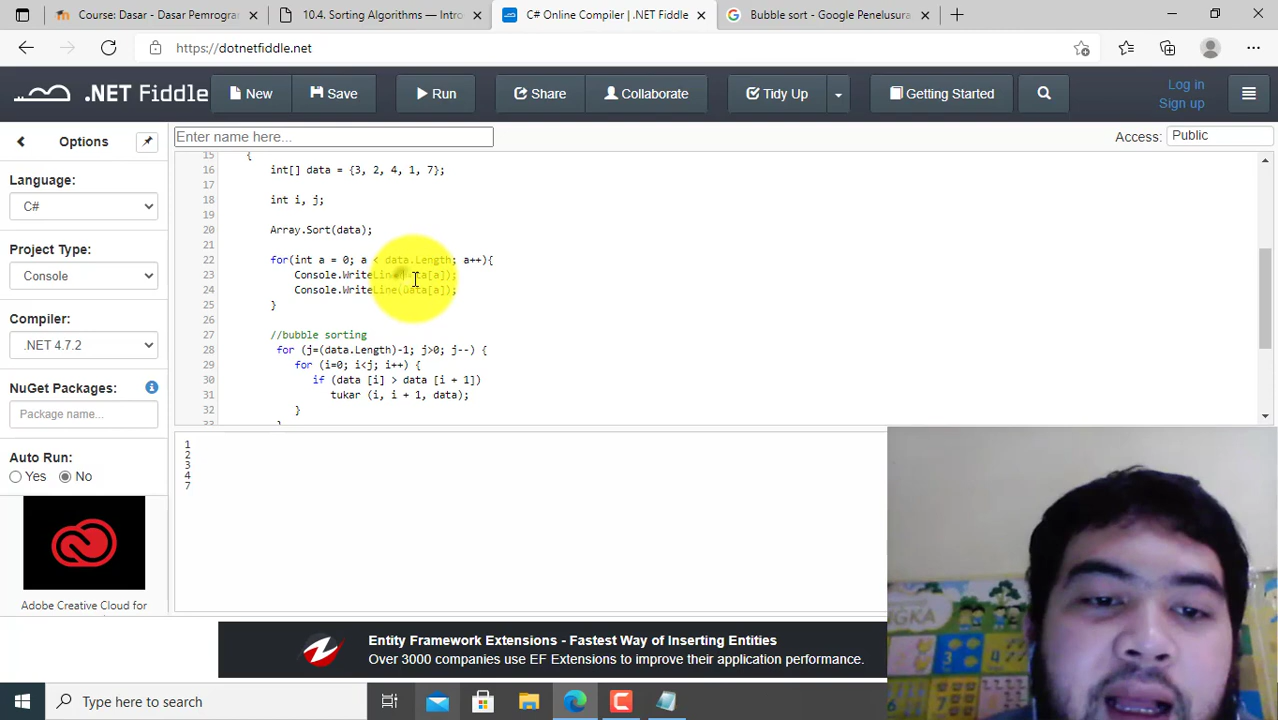 Course: Dasar - Dasar Pemrogra
10.4. Sorting Algorithms — Intro
C# Online Compiler | .NET Fiddle
Bubble sort - Google Penelusura
https://dotnetfiddle.net
.NET Fiddle
New
Save
Run
Share
Collaborate
Tidy Up
Getting Started
Log in
Sign up
Options
Enter name here...
Access:
Public
Language:
C#
Project Type:
Console
Compiler:
.NET 4.7.2
NuGet Packages:
Package name...
Auto Run:
Yes
No
Adobe Creative Cloud for
15 {
16 int[] data = {3, 2, 4, 1, 7};
17
18 int i, j;
19
20 Array.Sort(data);
21
22 for(int a = 0; a < data.Length; a++){
23 Console.WriteLine(data[a]);
24 Console.WriteLine(data[a]);
25 }
26
27 //bubble sorting
28 for (j=(data.Length)-1; j>0; j--) {
29 for (i=0; i<j; i++) {
30 if (data [i] > data [i + 1])
31 tukar (i, i + 1, data);
32 }
33 }
1
2
3
4
7
Entity Framework Extensions - Fastest Way of Inserting Entities
Over 3000 companies use EF Extensions to improve their application performance.
Type here to search